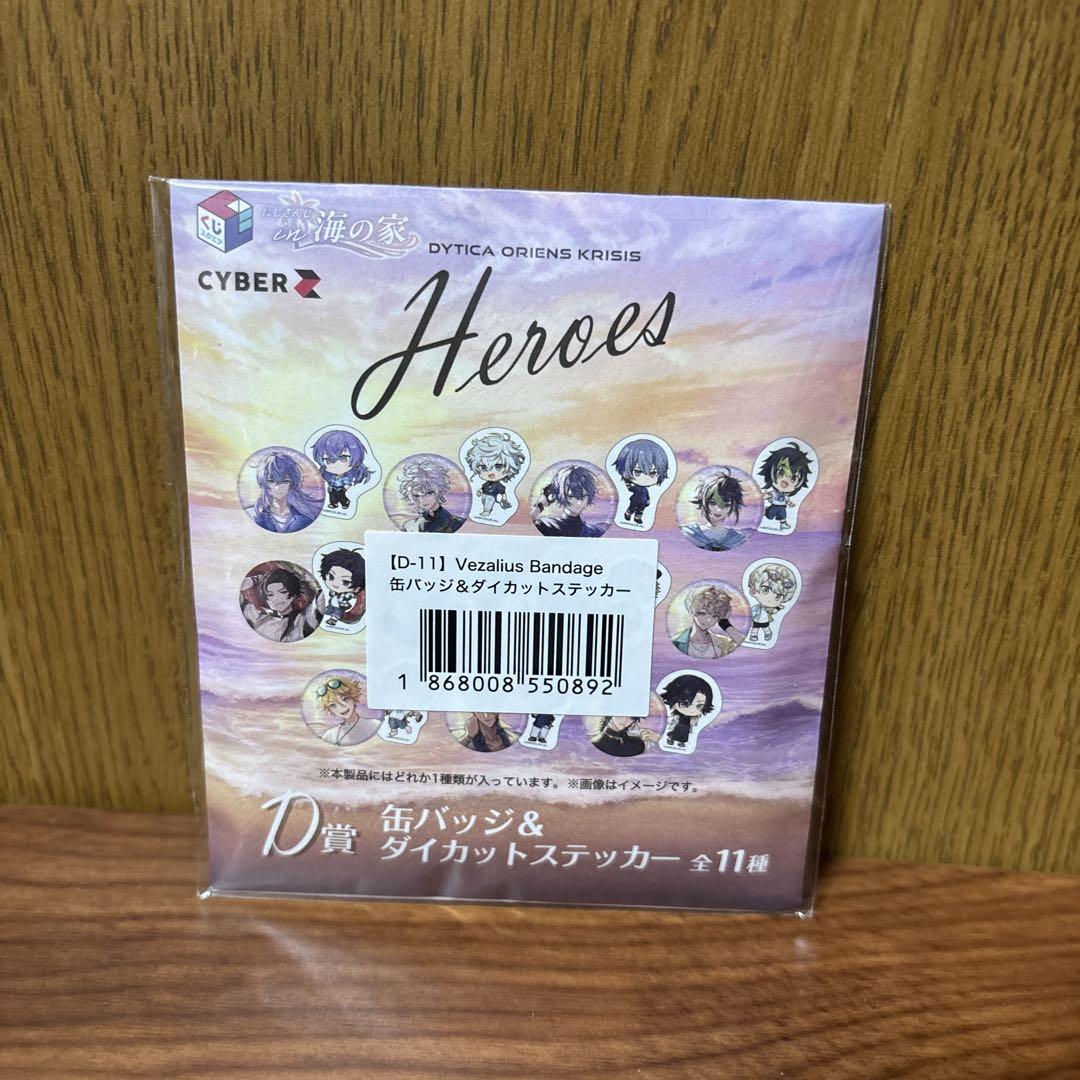 くじ
スクエア
にじさんじ
in 海の家
CYBER Z
DYTICA ORIENS KRISIS
Heroes
【D-11】Vezalius Bandage
缶バッジ&ダイカットステッカー
1 868008 550892
※本製品にはどれか1種類が入っています。※画像はイメージです。
D賞 缶バッジ&
ダイカットステッカー 全11種